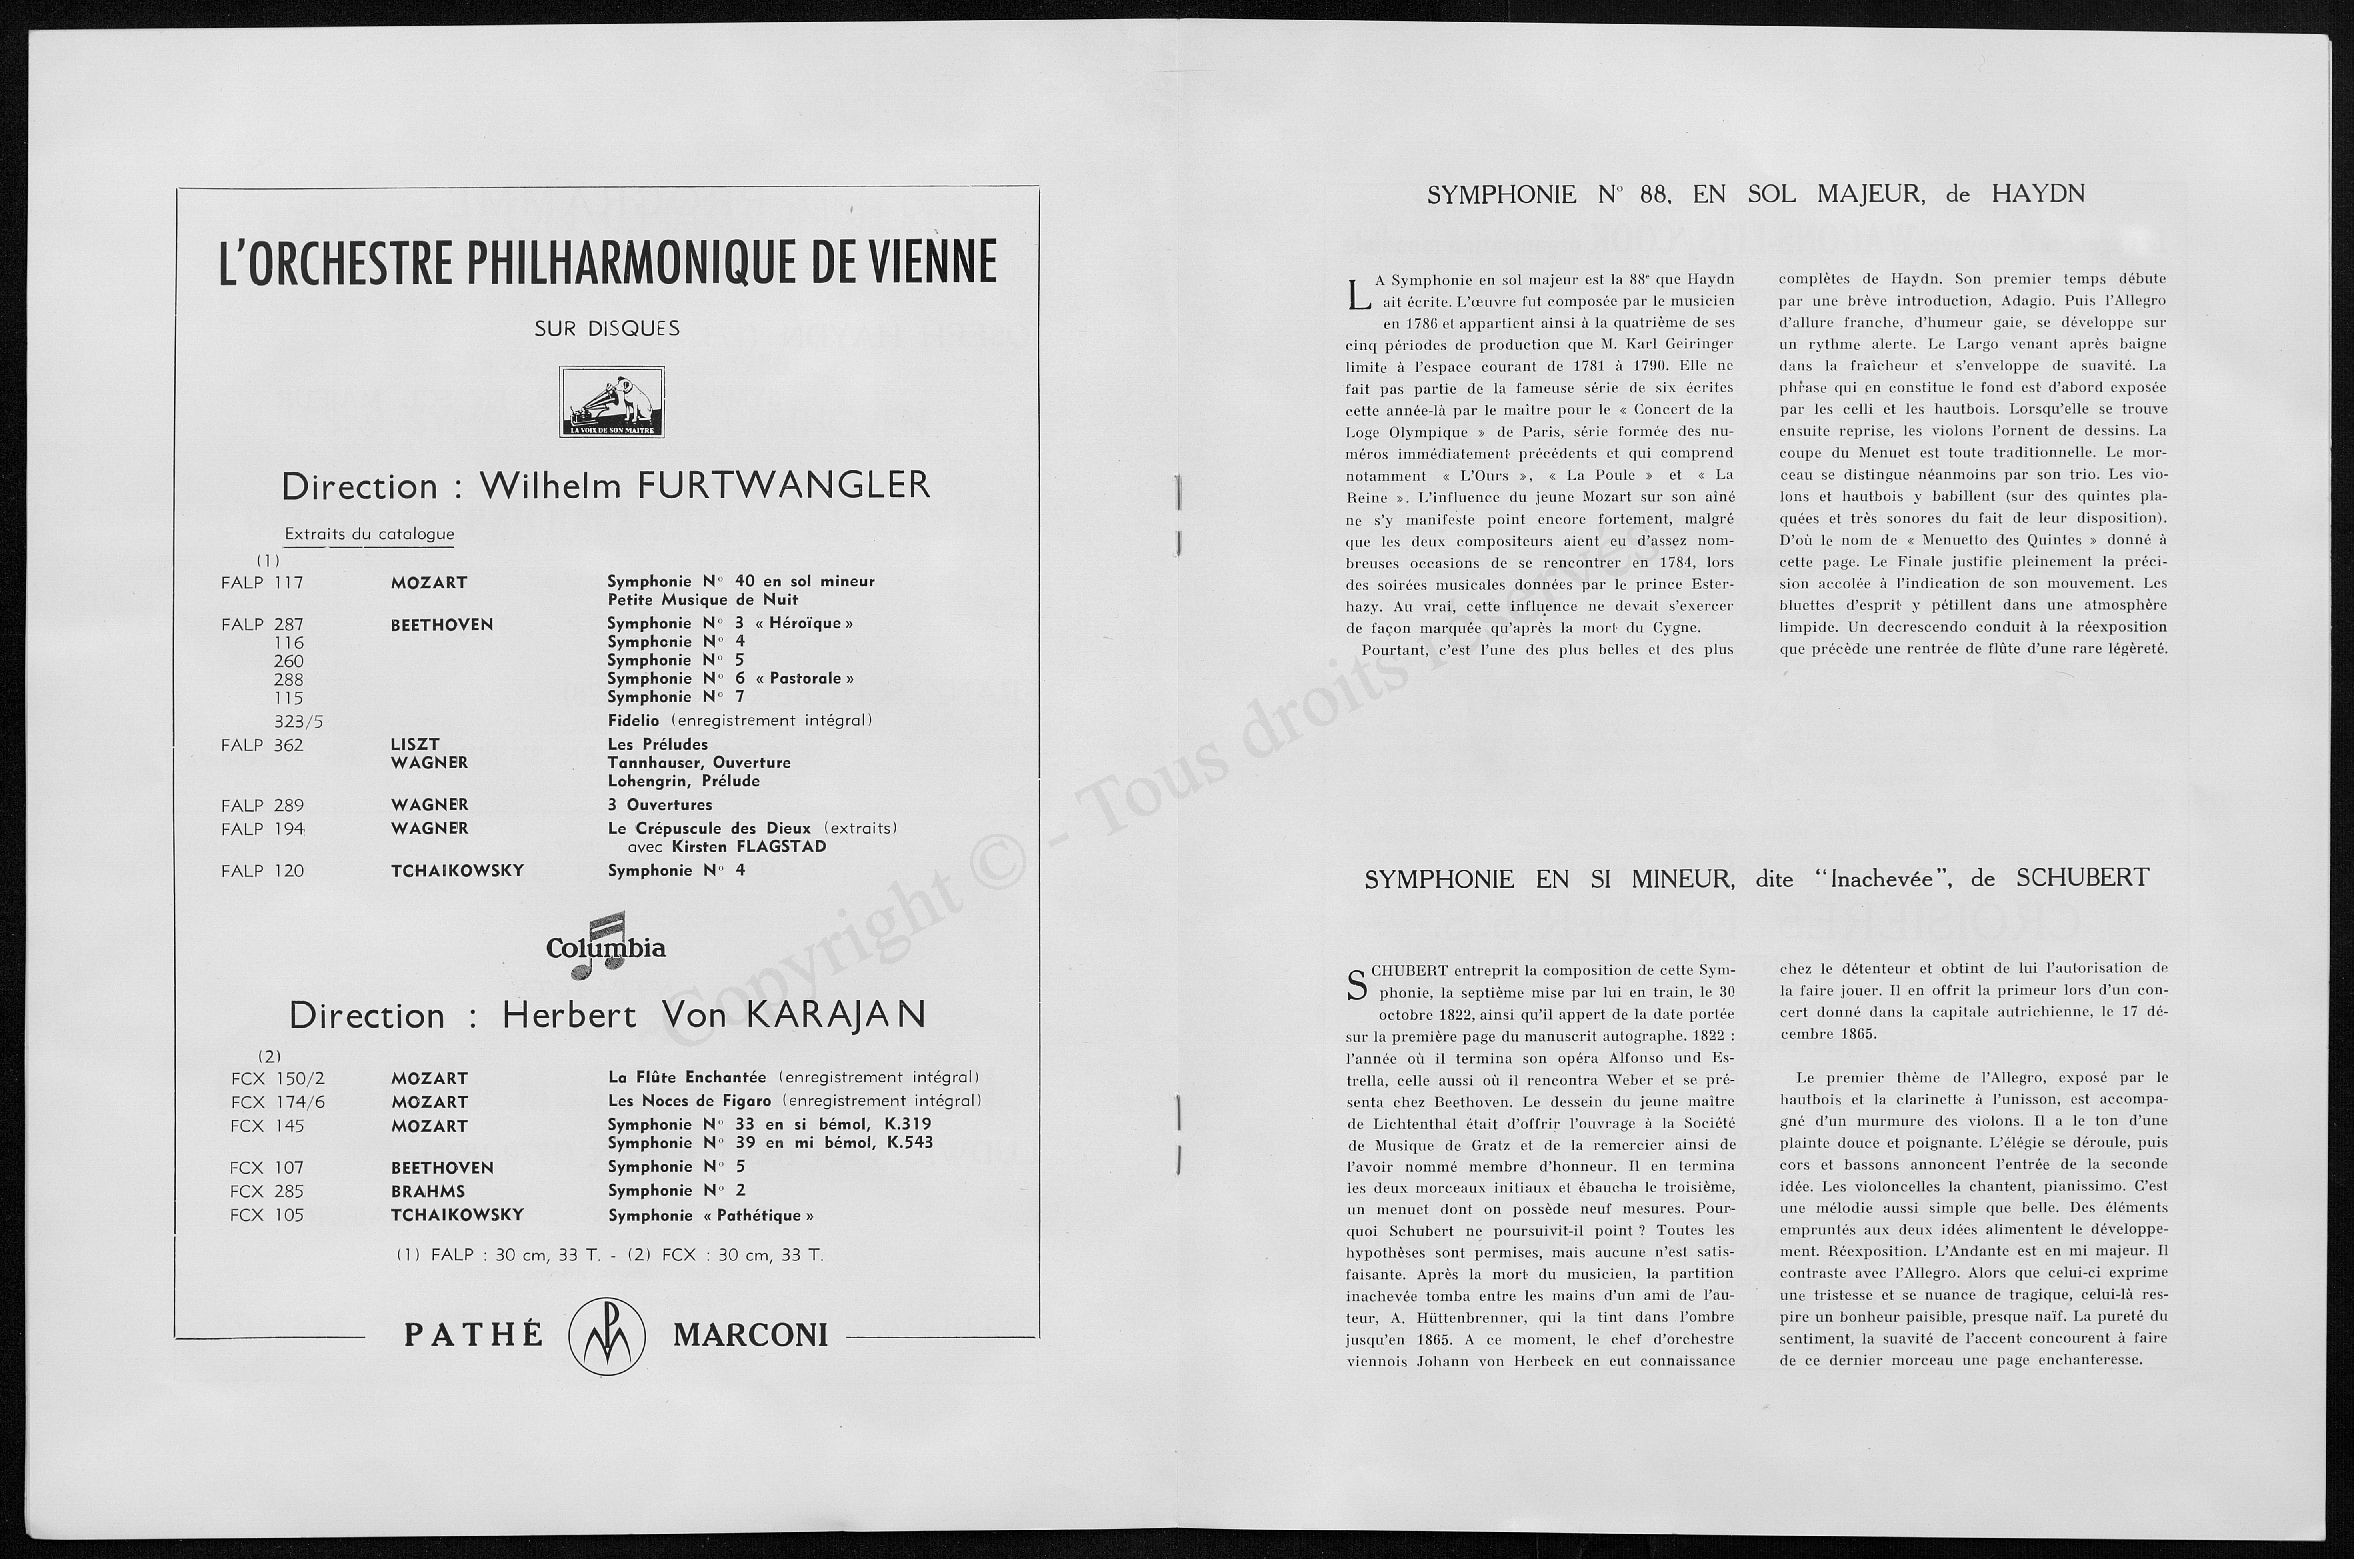 L'ORCHESTRE PHILHARMONIQUE DE VIENNE
SUR DISQUES
LA VOIX DE SON MAITRE
Direction : Wilhelm FURTWANGLER
Extraits du catalogue
(1)
FALP 117 MOZART Symphonie N° 40 en sol mineur
Petite Musique de Nuit
FALP 287 BEETHOVEN Symphonie N° 3 « Héroïque »
116 Symphonie N° 4
260 Symphonie N° 5
288 Symphonie N° 6 « Pastorale »
115 Symphonie N° 7
323/5 Fidelio (enregistrement intégral)
FALP 362 LISZT Les Préludes
WAGNER Tannhauser, Ouverture
Lohengrin, Prélude
FALP 289 WAGNER 3 Ouvertures
FALP 194 WAGNER Le Crépuscule des Dieux (extraits)
avec Kirsten FLAGSTAD
FALP 120 TCHAIKOWSKY Symphonie N° 4
Columbia
Direction : Herbert Von KARAJAN
(2)
FCX 150/2 MOZART La Flûte Enchantée (enregistrement intégral)
FCX 174/6 MOZART Les Noces de Figaro (enregistrement intégral)
FCX 145 MOZART Symphonie N° 33 en si bémol, K.319
Symphonie N° 39 en mi bémol, K.543
FCX 107 BEETHOVEN Symphonie N° 5
FCX 285 BRAHMS Symphonie N° 2
FCX 105 TCHAIKOWSKY Symphonie « Pathétique »
(1) FALP : 30 cm, 33 T. - (2) FCX : 30 cm, 33 T.
PATHÉ MARCONI
SYMPHONIE N° 88, EN SOL MAJEUR, de HAYDN
LA Symphonie en sol majeur est la 88e que Haydn
ait écrite. L'œuvre fut composée par le musicien
en 1786 et appartient ainsi à la quatrième de ses
cinq périodes de production que M. Karl Geiringer
limite à l'espace courant de 1781 à 1790. Elle ne
fait pas partie de la fameuse série de six écrites
cette année-là par le maître pour le « Concert de la
Loge Olympique » de Paris, série formée des nu-
méros immédiatement précédents et qui comprend
notamment « L'Ours », « La Poule » et « La
Reine ». L'influence du jeune Mozart sur son aîné
ne s'y manifeste point encore fortement, malgré
que les deux compositeurs aient eu d'assez nom-
breuses occasions de se rencontrer en 1784, lors
des soirées musicales données par le prince Ester-
hazy. Au vrai, cette influence ne devait s'exercer
de façon marquée qu'après la mort du Cygne.
Pourtant, c'est l'une des plus belles et des plus
complètes de Haydn. Son premier temps débute
par une brève introduction, Adagio. Puis l'Allegro
d'allure franche, d'humeur gaie, se développe sur
un rythme alerte. Le Largo venant après baigne
dans la fraîcheur et s'enveloppe de suavité. La
phrase qui en constitue le fond est d'abord exposée
par les celli et les hautbois. Lorsqu'elle se trouve
ensuite reprise, les violons l'ornent de dessins. La
coupe du Menuet est toute traditionnelle. Le mor-
ceau se distingue néanmoins par son trio. Les vio-
lons et hautbois y babillent (sur des quintes pla-
quées et très sonores du fait de leur disposition).
D'où le nom de « Menuetto des Quintes » donné à
cette page. Le Finale justifie pleinement la préci-
sion accolée à l'indication de son mouvement. Les
bluettes d'esprit y pétillent dans une atmosphère
limpide. Un decrescendo conduit à la réexposition
que précède une rentrée de flûte d'une rare légèreté.
SYMPHONIE EN SI MINEUR, dite "Inachevée", de SCHUBERT
SCHUBERT entreprit la composition de cette Sym-
phonie, la septième mise par lui en train, le 30
octobre 1822, ainsi qu'il appert de la date portée
sur la première page du manuscrit autographe. 1822 :
l'année où il termina son opéra Alfonso und Es-
trella, celle aussi où il rencontra Weber et se pré-
senta chez Beethoven. Le dessein du jeune maître
de Lichtenthal était d'offrir l'ouvrage à la Société
de Musique de Gratz et de la remercier ainsi de
l'avoir nommé membre d'honneur. Il en termina
les deux morceaux initiaux et ébaucha le troisième,
un menuet dont on possède neuf mesures. Pour-
quoi Schubert ne poursuivit-il point ? Toutes les
hypothèses sont permises, mais aucune n'est satis-
faisante. Après la mort du musicien, la partition
inachevée tomba entre les mains d'un ami de l'au-
teur, A. Hüttenbrenner, qui la tint dans l'ombre
jusqu'en 1865. A ce moment, le chef d'orchestre
viennois Johann von Herbeck en eut connaissance
chez le détenteur et obtint de lui l'autorisation de
la faire jouer. Il en offrit la primeur lors d'un con-
cert donné dans la capitale autrichienne, le 17 dé-
cembre 1865.
Le premier thème de l'Allegro, exposé par le
hautbois et la clarinette à l'unisson, est accompa-
gné d'un murmure des violons. Il a le ton d'une
plainte douce et poignante. L'élégie se déroule, puis
cors et bassons annoncent l'entrée de la seconde
idée. Les violoncelles la chantent, pianissimo. C'est
une mélodie aussi simple que belle. Des éléments
empruntés aux deux idées alimentent le développe-
ment. Réexposition. L'Andante est en mi majeur. Il
contraste avec l'Allegro. Alors que celui-ci exprime
une tristesse et se nuance de tragique, celui-là res-
pire un bonheur paisible, presque naïf. La pureté du
sentiment, la suavité de l'accent concourent à faire
de ce dernier morceau une page enchanteresse.
Copyright © - Tous droits réservés